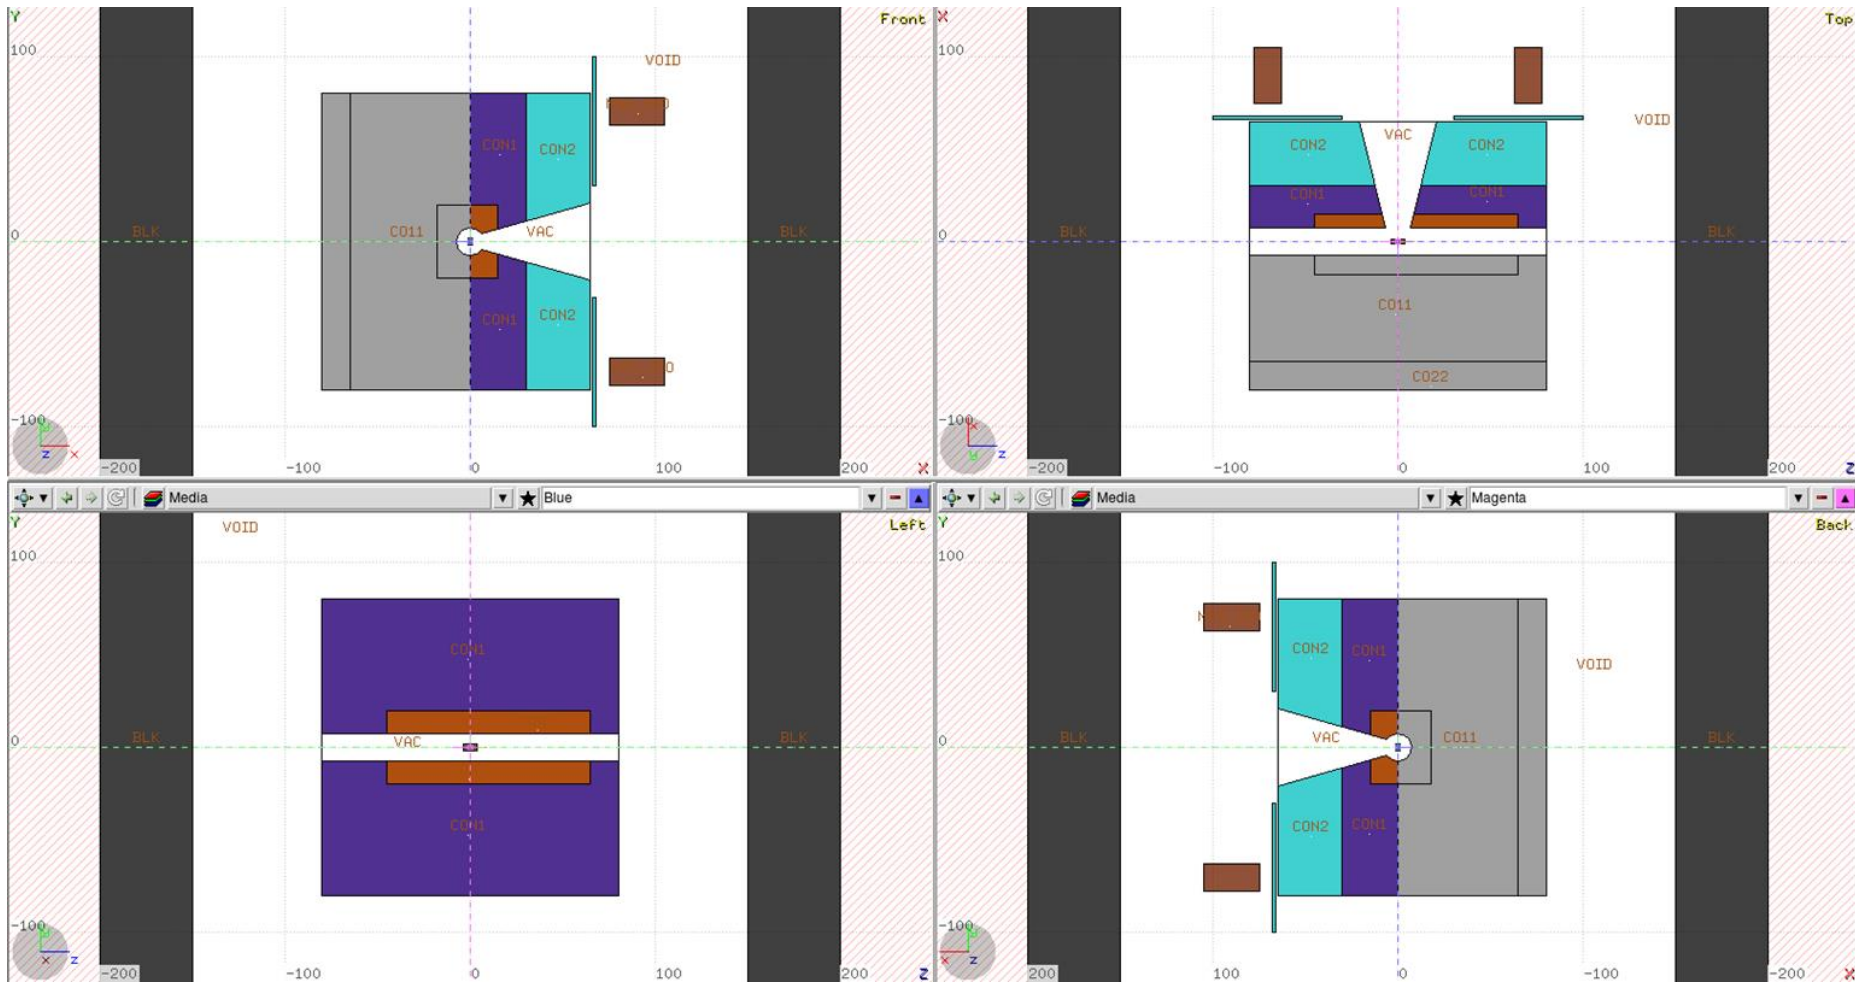 Y Front
100
VOID
CON1 CON2
BLK CO11 VAC BLK
0
CON1 CON2
-100
y
z x
-200 -100 0 100 200 X
X Top
100
VAC VOID
CON2 CON2
CON1 CON1
BLK BLK
0
CO11
CO22
-100
x
y z
-200 -100 0 100 200 Z
Media Blue
Media Magenta
Y VOID Left
100
CON1
BLK VAC BLK
0
CON1
-100
y
x z
-200 -100 0 100 200 Z
Y Back
100
CON2 CON1 VOID
BLK VAC CO11 BLK
0
CON2 CON1
-100
y
x z
200 100 0 -100 -200 X